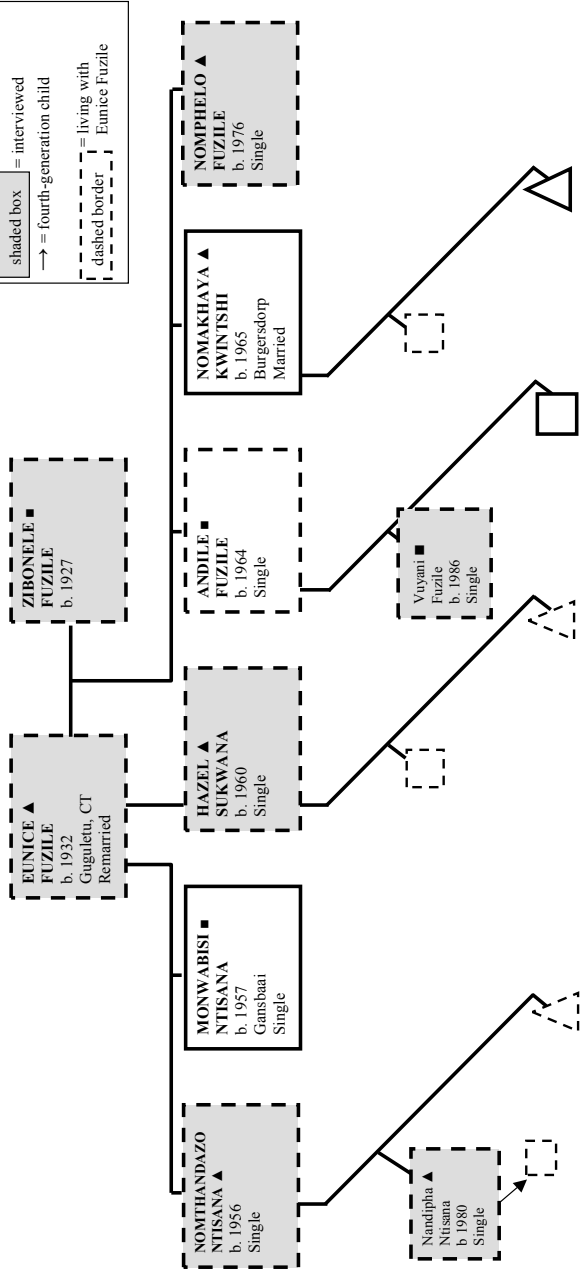 shaded box = interviewed
→ = fourth-generation child
dashed border = living with
Eunice Fuzile
EUNICE ▲
FUZILE
b. 1932
Guguletu, CT
Remarried
ZIBONELE ■
FUZILE
b. 1927
NOMTHANDAZO
NTISANA ▲
b. 1956
Single
MONWABISI ■
NTISANA
b. 1957
Gansbaai
Single
HAZEL ▲
SUKWANA
b. 1960
Single
ANDILE ■
FUZILE
b. 1964
Single
NOMAKHAYA ▲
KWINTSHI
b. 1965
Burgersdorp
Married
NOMPHELO ▲
FUZILE
b. 1976
Single
Nandipha ▲
Ntisana
b 1980
Single
Vuyani ■
Fuzile
b. 1986
Single